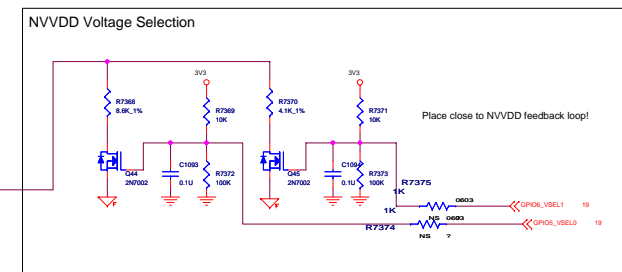 NVVDD Voltage Selection
3V3
3V3
R7368
8.6K_1%
R7369
10K
R7370
4.1K_1%
R7371
10K
Place close to NVVDD feedback loop!
Q44
2N7002
C1093
0.1U
R7372
100K
Q45
2N7002
C1094
0.1U
R7373
100K
R7375
1K
0603
GPIO6_VSEL1 19
1K
NS
R7374
GPIO5_VSEL0 19
NS ?
F
F